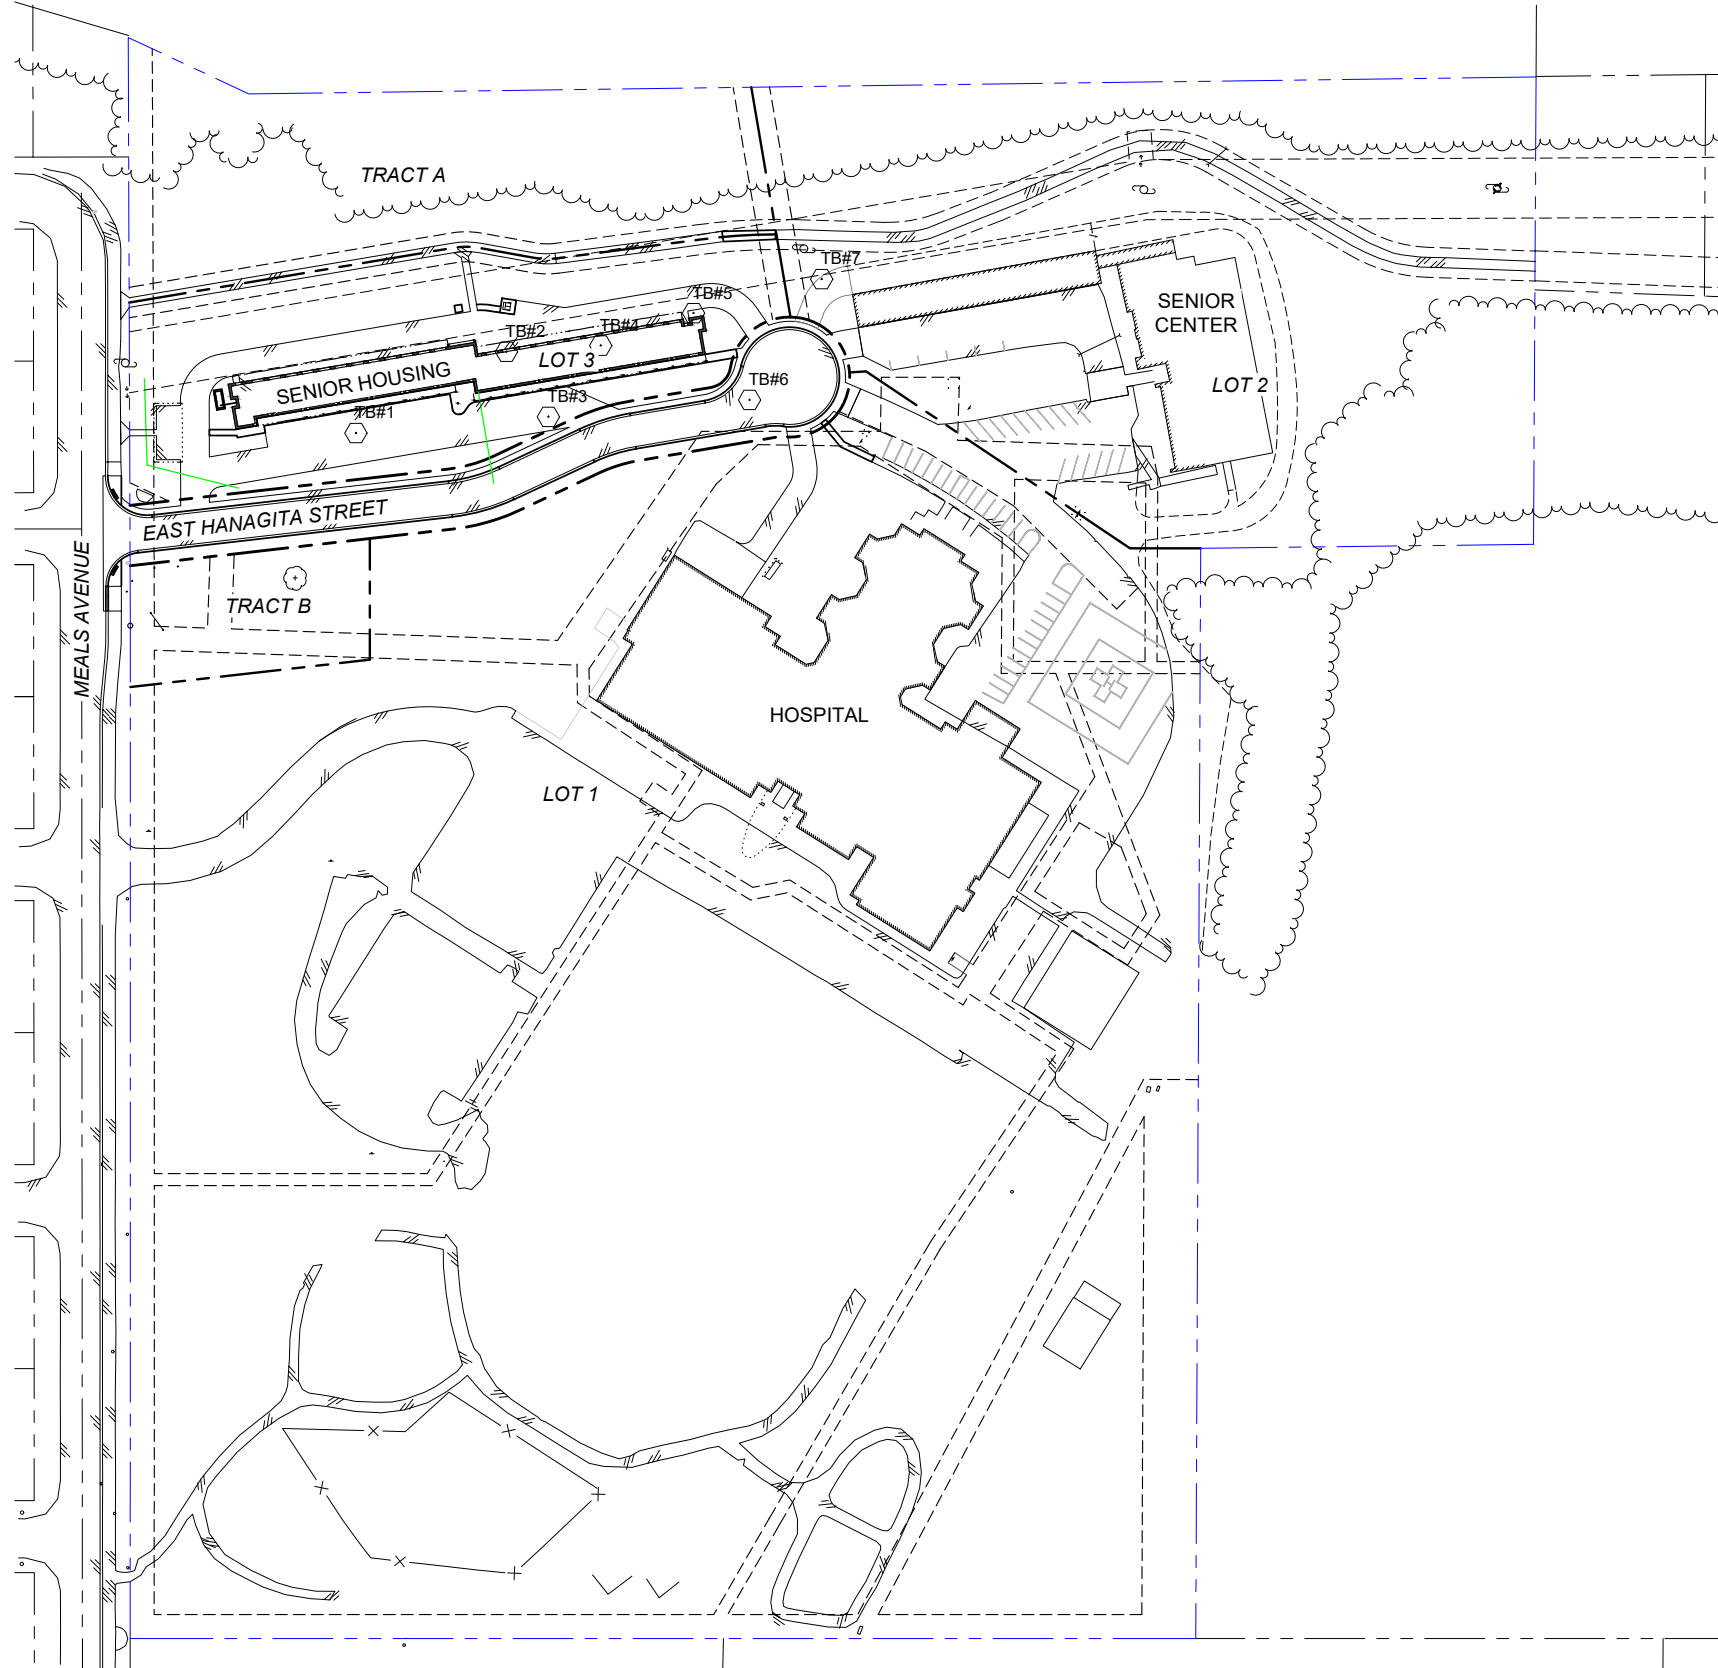 TRACT A
TB#7
SENIOR
CENTER
TB#5
TB#2
TB#4
LOT 3
SENIOR HOUSING
TB#6
LOT 2
TB#1
TB#3
EAST HANAGITA STREET
MEALS AVENUE
TRACT B
HOSPITAL
LOT 1